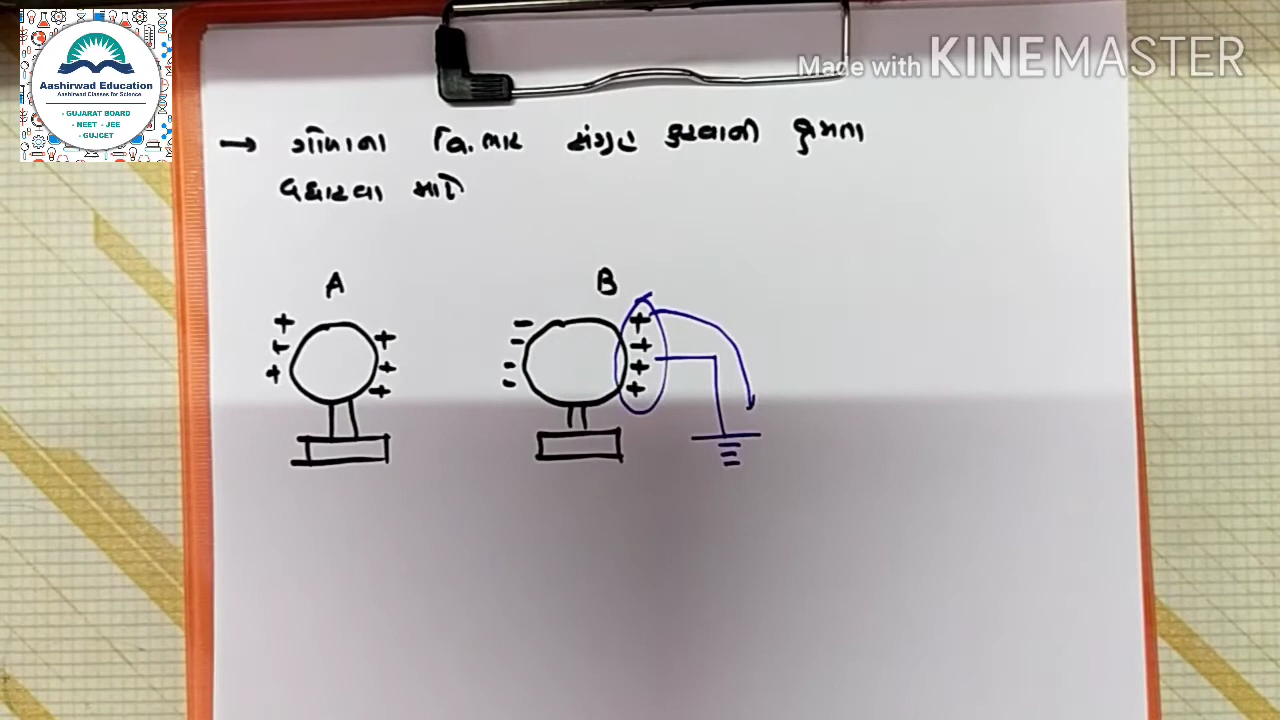 Aashirwad Education
Aashirwad Classes for Science
- GUJARAT BOARD
- NEET - JEE
- GUJCET
Made with KINEMASTER
→ ગોળાના વિ.ભાર સંગ્રહ કરવાની ક્ષમતા
વધારવા માટે
A B